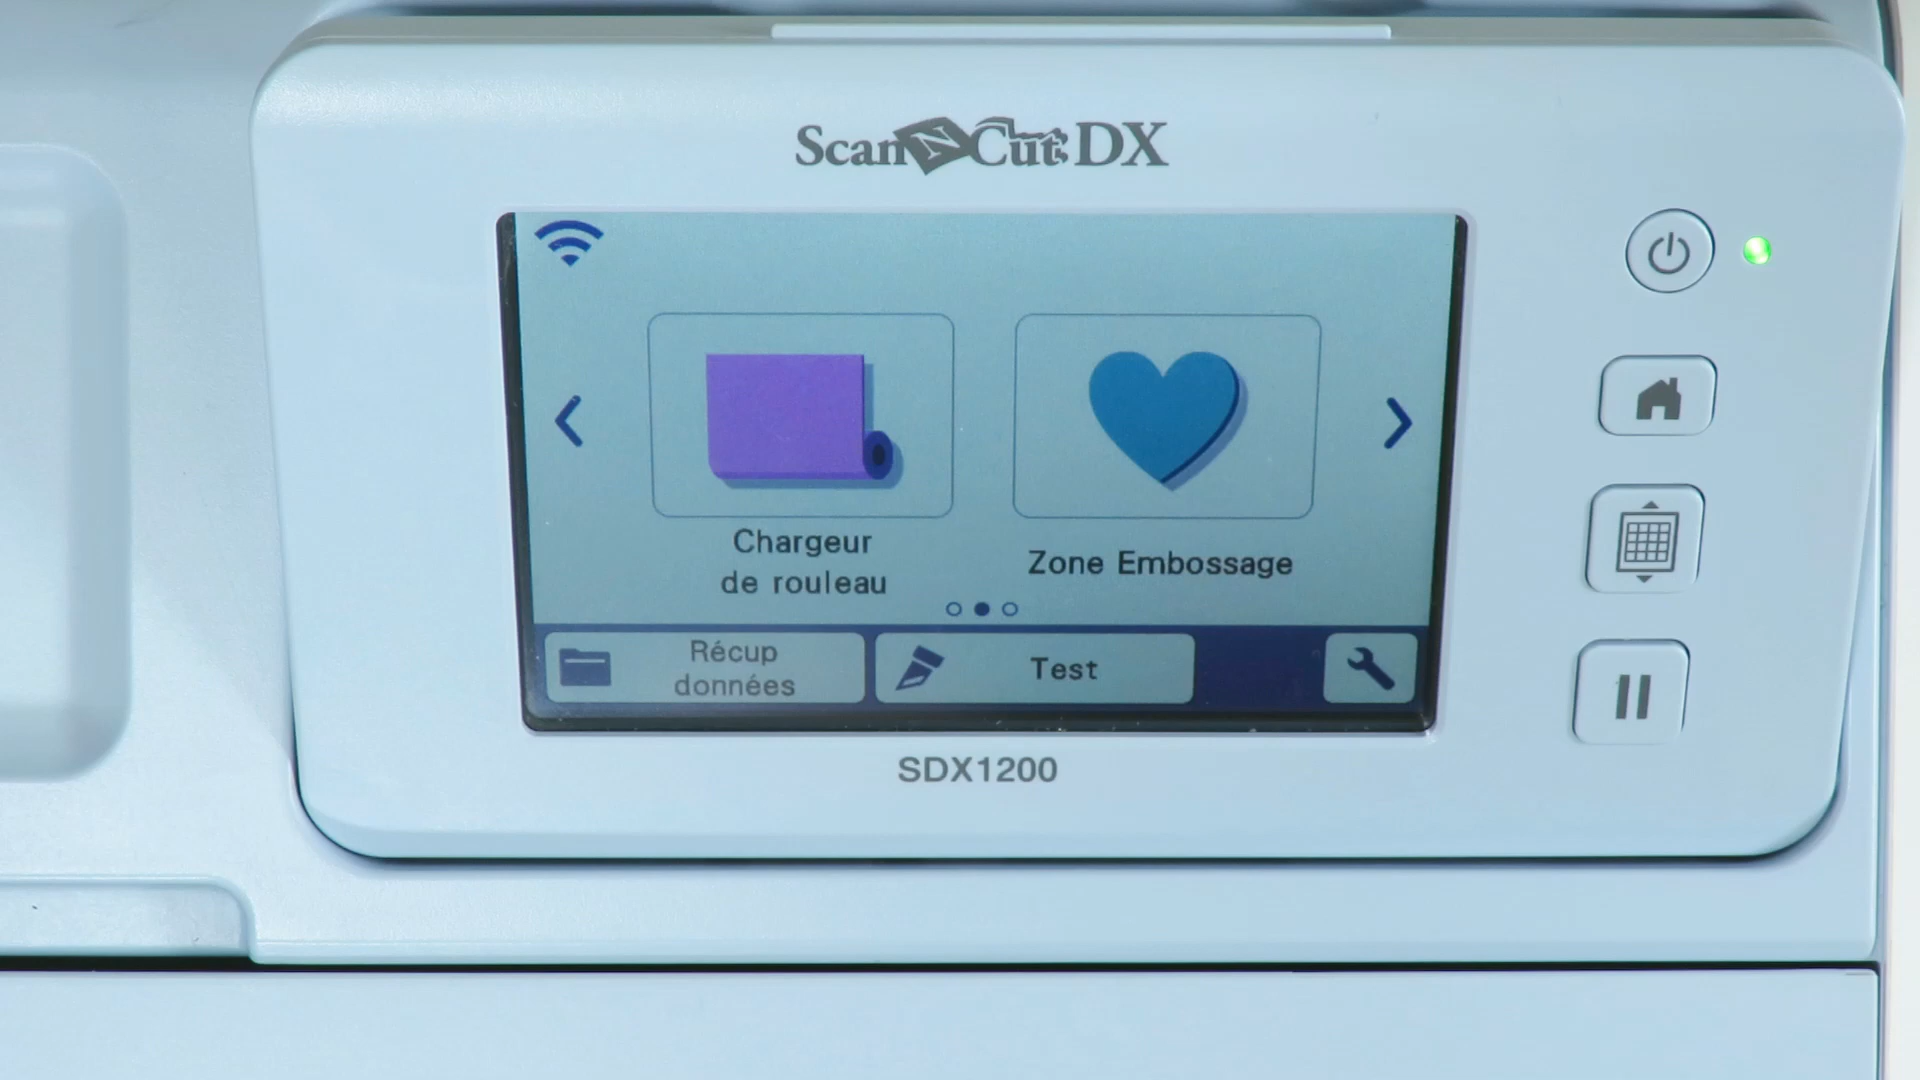 ScanNCut DX
Chargeur
de rouleau
Zone Embossage
Récup
données
Test
SDX1200